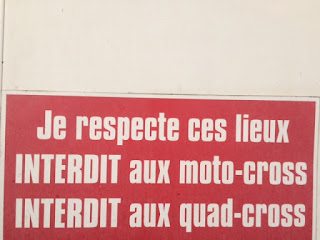 Je respecte ces lieux
INTERDIT aux moto-cross
INTERDIT aux quad-cross